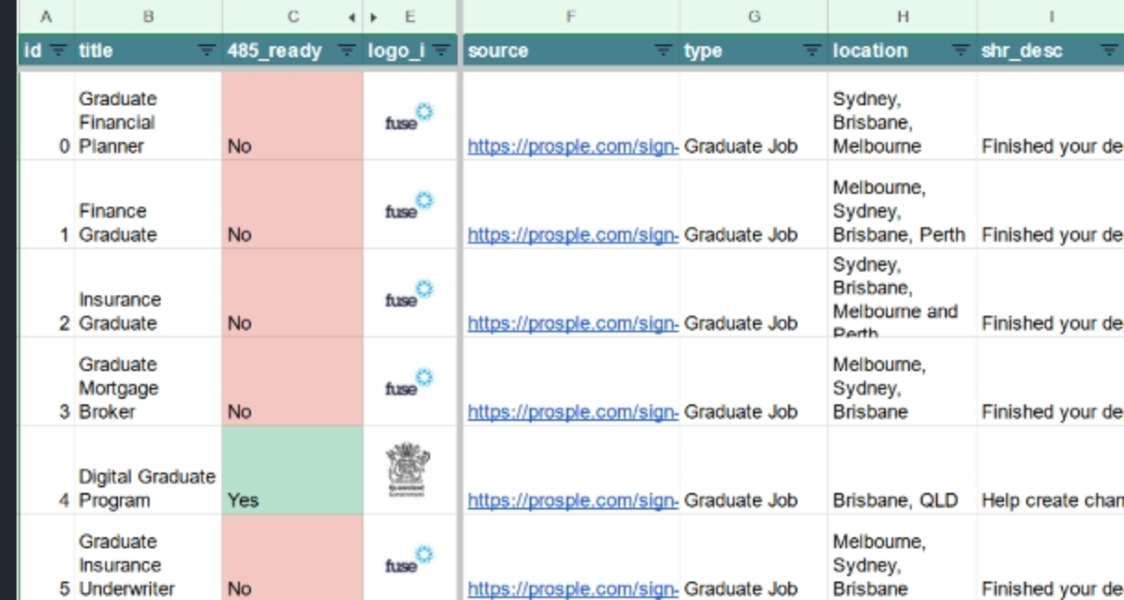 A B C E F G H I
id title 485_ready logo_i source type location shr_desc
Graduate
Financial
Planner
0
No
fuse
https://prosple.com/sign-
Graduate Job
Sydney,
Brisbane,
Melbourne
Finished your de
Finance
Graduate
1
No
fuse
https://prosple.com/sign-
Graduate Job
Melbourne,
Sydney,
Brisbane, Perth
Finished your de
Insurance
Graduate
2
No
fuse
https://prosple.com/sign-
Graduate Job
Sydney,
Brisbane,
Melbourne and
Perth
Finished your de
Graduate
Mortgage
Broker
3
No
fuse
https://prosple.com/sign-
Graduate Job
Melbourne,
Sydney,
Brisbane
Finished your de
Digital Graduate
Program
4
Yes
Queensland
Government
https://prosple.com/sign-
Graduate Job
Brisbane, QLD
Help create chan
Graduate
Insurance
Underwriter
5
No
fuse
https://prosple.com/sign-
Graduate Job
Melbourne,
Sydney,
Brisbane
Finished your de